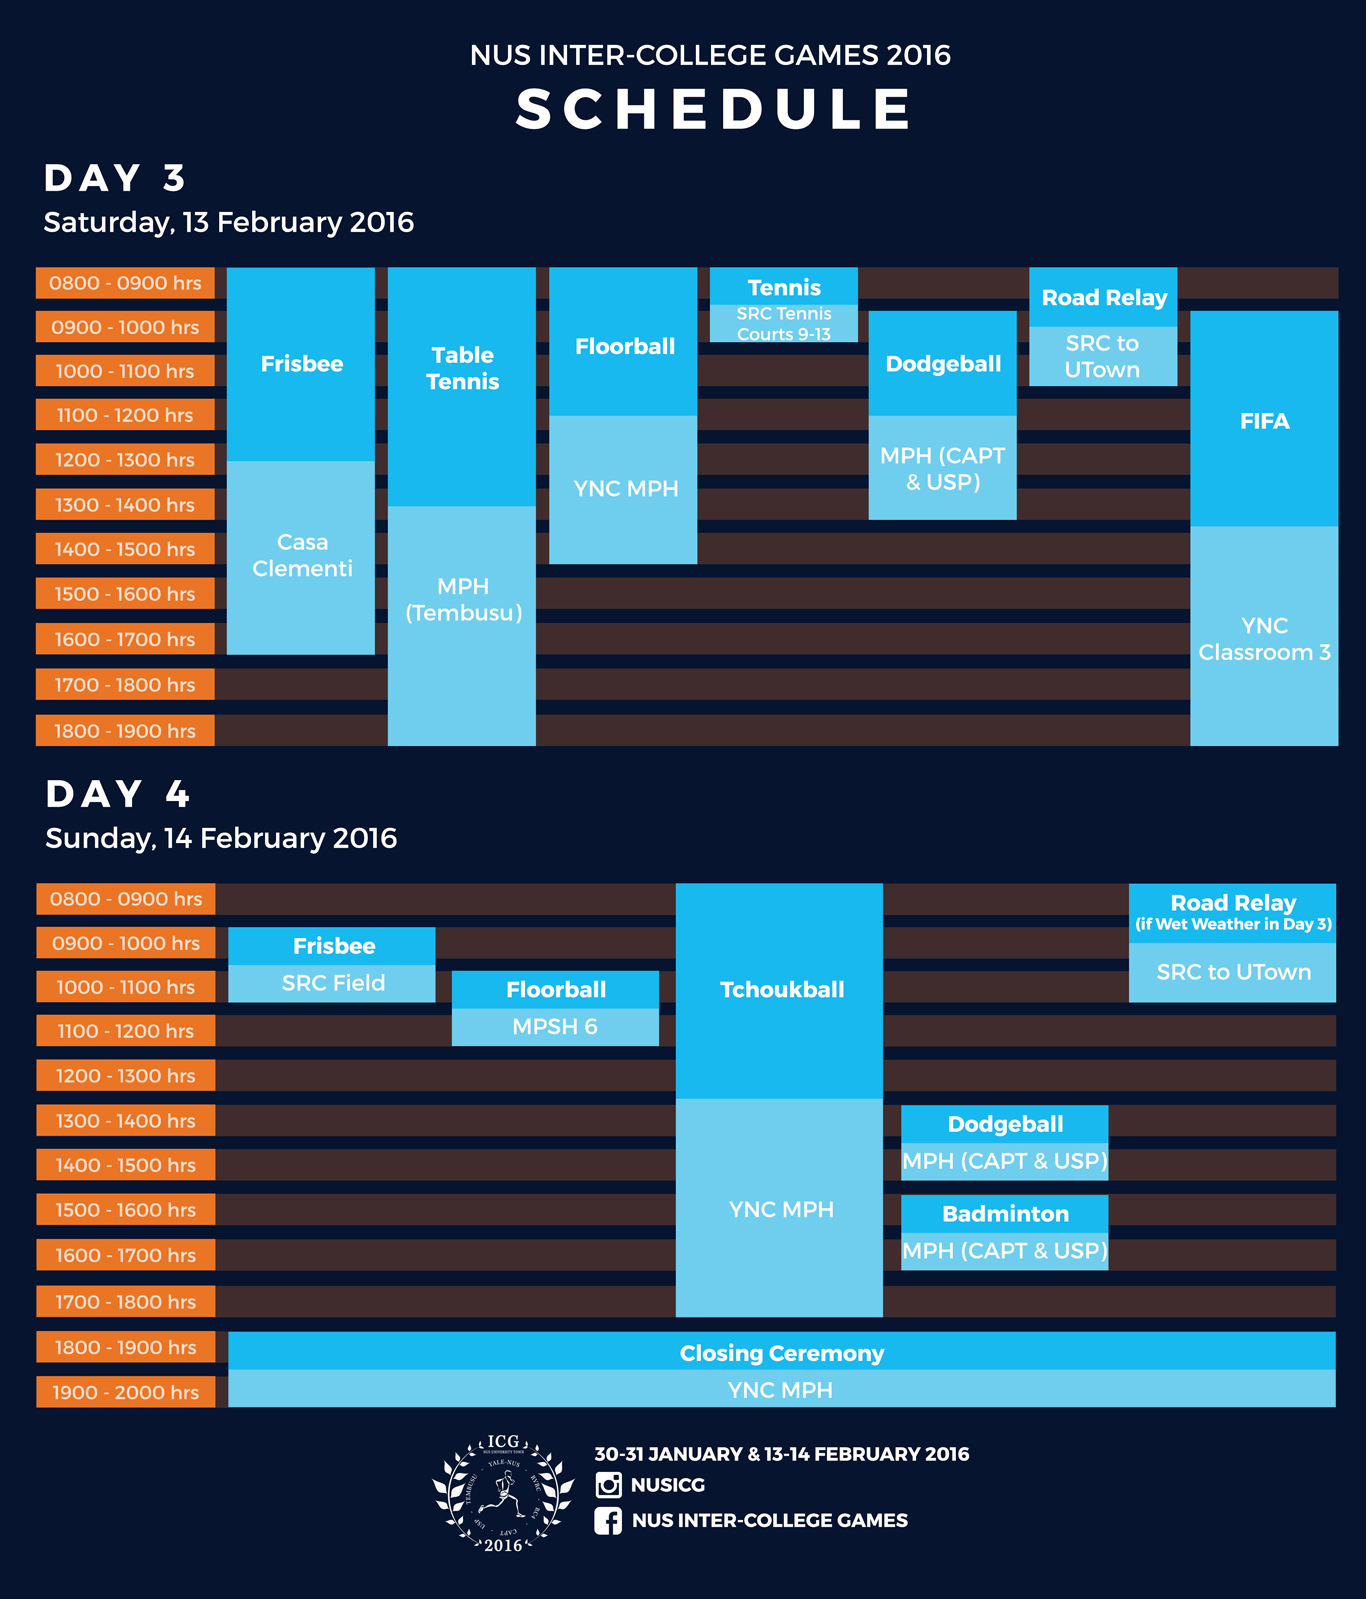 NUS INTER-COLLEGE GAMES 2016
SCHEDULE
DAY 3
Saturday, 13 February 2016
0800 - 0900 hrs
0900 - 1000 hrs
1000 - 1100 hrs
1100 - 1200 hrs
1200 - 1300 hrs
1300 - 1400 hrs
1400 - 1500 hrs
1500 - 1600 hrs
1600 - 1700 hrs
1700 - 1800 hrs
1800 - 1900 hrs
Frisbee
Casa
Clementi
Table
Tennis
MPH
(Tembusu)
Floorball
YNC MPH
Tennis
SRC Tennis
Courts 9-13
Dodgeball
MPH (CAPT
& USP)
Road Relay
SRC to
UTown
FIFA
YNC
Classroom 3
DAY 4
Sunday, 14 February 2016
0800 - 0900 hrs
0900 - 1000 hrs
1000 - 1100 hrs
1100 - 1200 hrs
1200 - 1300 hrs
1300 - 1400 hrs
1400 - 1500 hrs
1500 - 1600 hrs
1600 - 1700 hrs
1700 - 1800 hrs
1800 - 1900 hrs
1900 - 2000 hrs
Frisbee
SRC Field
Floorball
MPSH 6
Tchoukball
YNC MPH
Dodgeball
MPH (CAPT & USP)
Badminton
MPH (CAPT & USP)
Road Relay
(if Wet Weather in Day 3)
SRC to UTown
Closing Ceremony
YNC MPH
ICG
NUS UNIVERSITY TOWN
YALE-NUS · RVRC · RC4 · CAPT · USP · TEMBUSU
2016
30-31 JANUARY & 13-14 FEBRUARY 2016
NUSICG
NUS INTER-COLLEGE GAMES